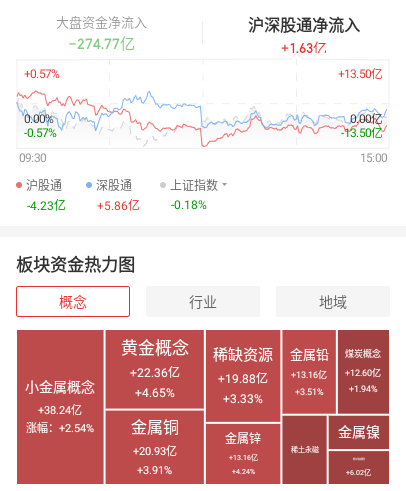 大盘资金净流入
沪深股通净流入
-274.77亿
+1.63亿
+0.57%
+13.50亿
0.00%
0.00亿
-0.57%
-13.50亿
09:30
15:00
沪股通
深股通
上证指数
-4.23亿
+5.86亿
-0.18%
板块资金热力图
概念
行业
地域
小金属概念
+38.24亿
涨幅：+2.54%
黄金概念
+22.36亿
+4.65%
金属铜
+20.93亿
+3.91%
稀缺资源
+19.88亿
+3.33%
金属锌
+13.16亿
+4.24%
金属铅
+13.16亿
+3.51%
煤炭概念
+12.60亿
+1.94%
稀土永磁
金属镍
+6.02亿